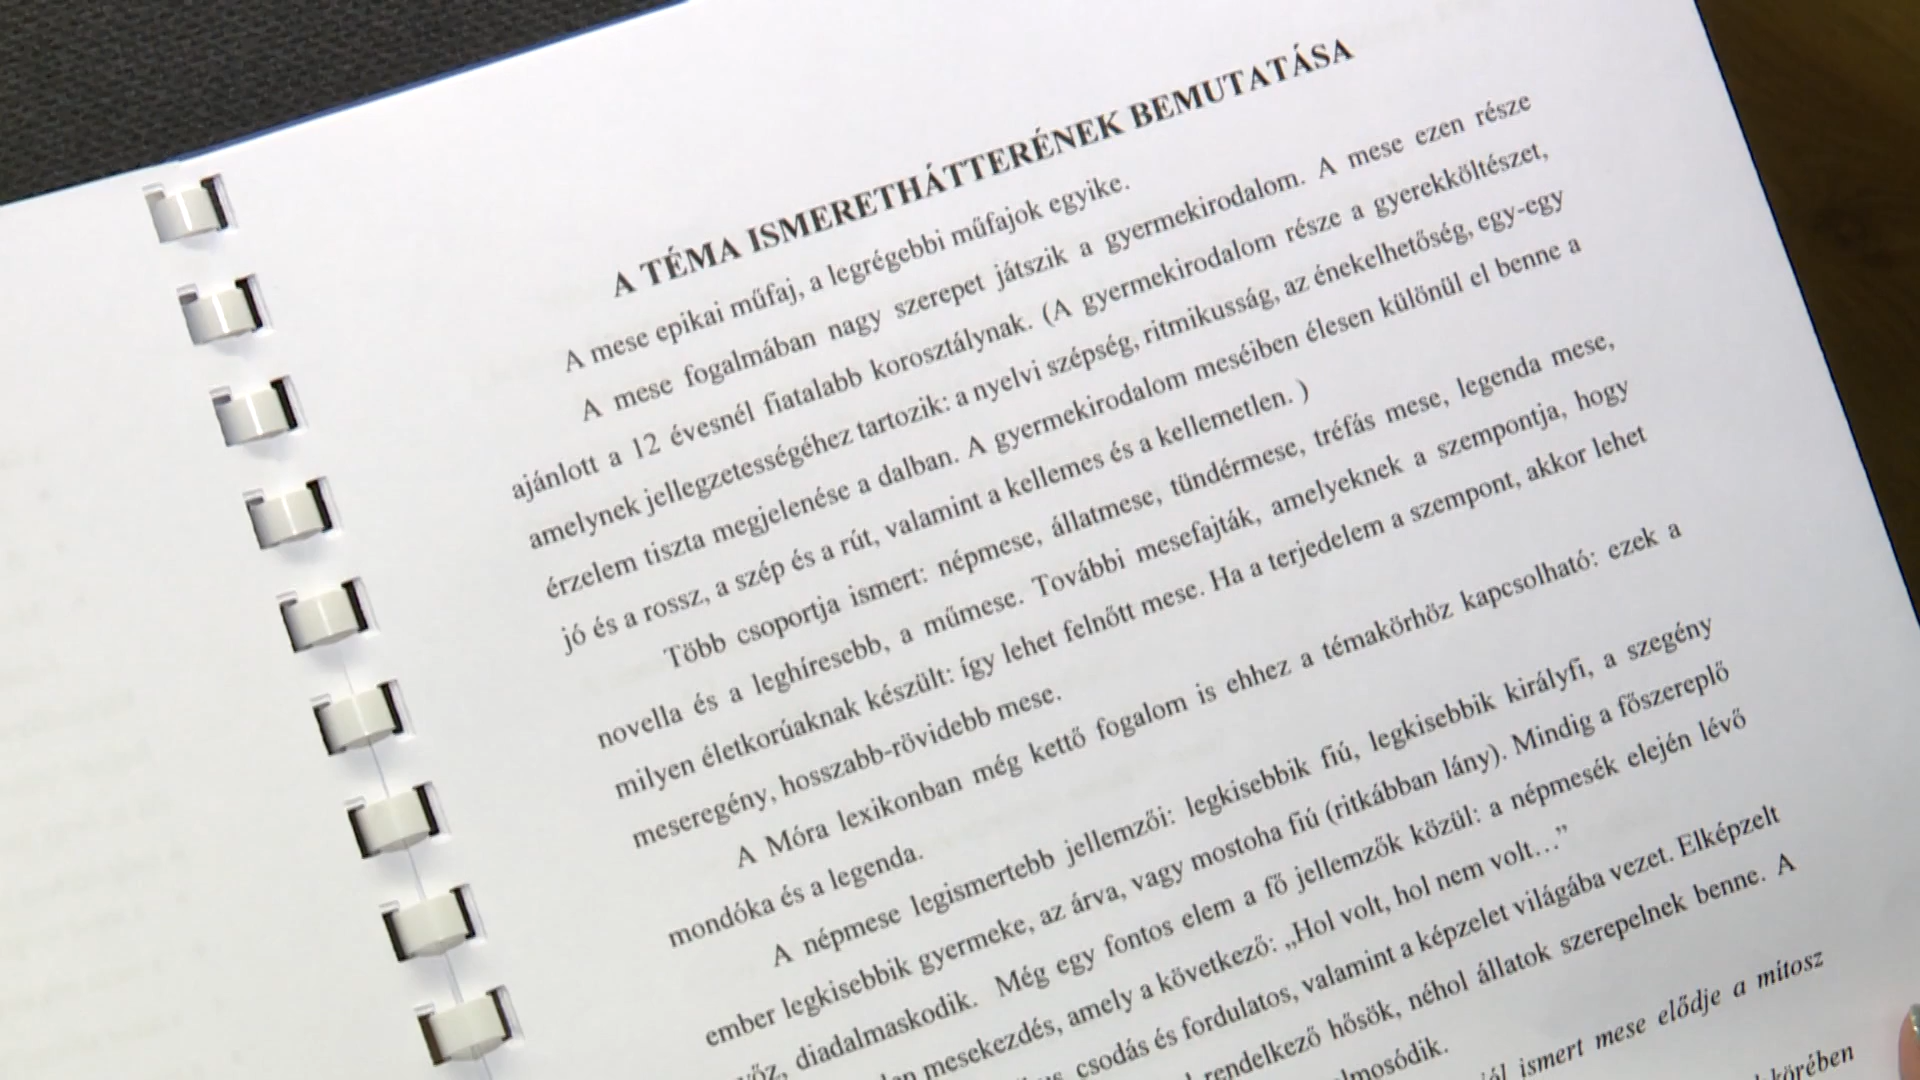 A TÉMA ISMERETHÁTTERÉNEK BEMUTATÁSA
A mese epikai műfaj, a legrégebbi műfajok egyike.
A mese fogalmában nagy szerepet játszik a gyermekirodalom. A mese ezen része
ajánlott a 12 évesnél fiatalabb korosztálynak. (A gyermekirodalom része a gyerekköltészet,
amelynek jellegzetességéhez tartozik: a nyelvi szépség, ritmikusság, az énekelhetőség, egy-egy
érzelem tiszta megjelenése a dalban. A gyermekirodalom meséiben élesen különül el benne a
jó és a rossz, a szép és a rút, valamint a kellemes és a kellemetlen. )
Több csoportja ismert: népmese, állatmese, tündérmese, tréfás mese, legenda mese,
novella és a leghíresebb, a műmese. További mesefajták, amelyeknek a szempontja, hogy
milyen életkorúaknak készült: így lehet felnőtt mese. Ha a terjedelem a szempont, akkor lehet
meseregény, hosszabb-rövidebb mese.
A Móra lexikonban még kettő fogalom is ehhez a témakörhöz kapcsolható: ezek a
mondóka és a legenda.
A népmese legismertebb jellemzői: legkisebbik fiú, legkisebbik királyfi, a szegény
ember legkisebbik gyermeke, az árva, vagy mostoha fiú (ritkábban lány). Mindig a főszereplő
diadalmaskodik. Még egy fontos elem a fő jellemzők közül: a népmesék elején lévő
mesekezdés, amely a következő: „Hol volt, hol nem volt…”
csodás és fordulatos, valamint a képzelet világába vezet. Elképzelt
rendelkező hősök, néhol állatok szerepelnek benne. A
ismert mese elődje a mítosz
körében